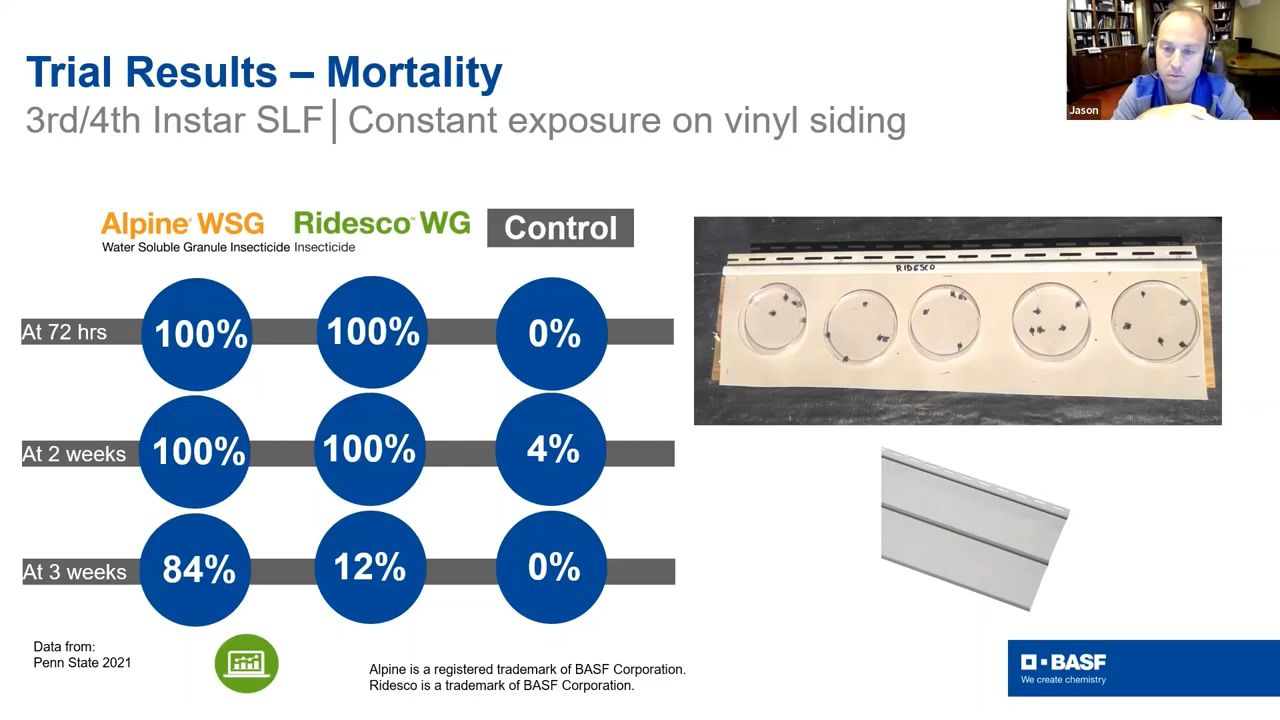 Jason
Trial Results – Mortality
3rd/4th Instar SLF│Constant exposure on vinyl siding
Alpine® WSG
Water Soluble Granule Insecticide
Ridesco™ WG
Insecticide
Control
RIDESCO
At 72 hrs
100%
100%
0%
At 2 weeks
100%
100%
4%
At 3 weeks
84%
12%
0%
Data from:
Penn State 2021
Alpine is a registered trademark of BASF Corporation.
Ridesco is a trademark of BASF Corporation.
BASF
We create chemistry